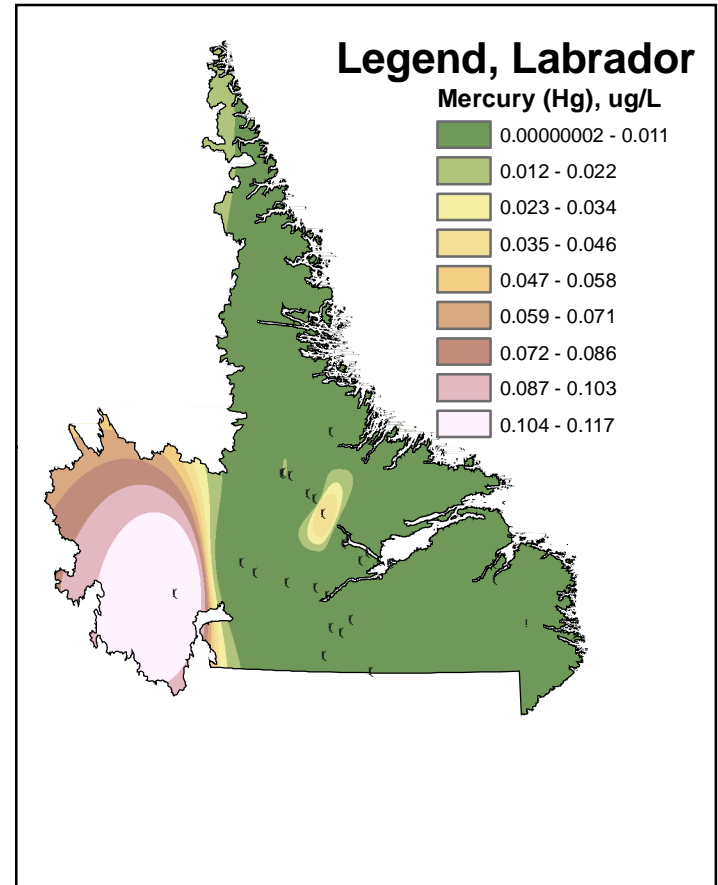 Legend, Labrador
Mercury (Hg), ug/L
0.00000002 - 0.011
0.012 - 0.022
0.023 - 0.034
0.035 - 0.046
0.047 - 0.058
0.059 - 0.071
0.072 - 0.086
0.087 - 0.103
0.104 - 0.117